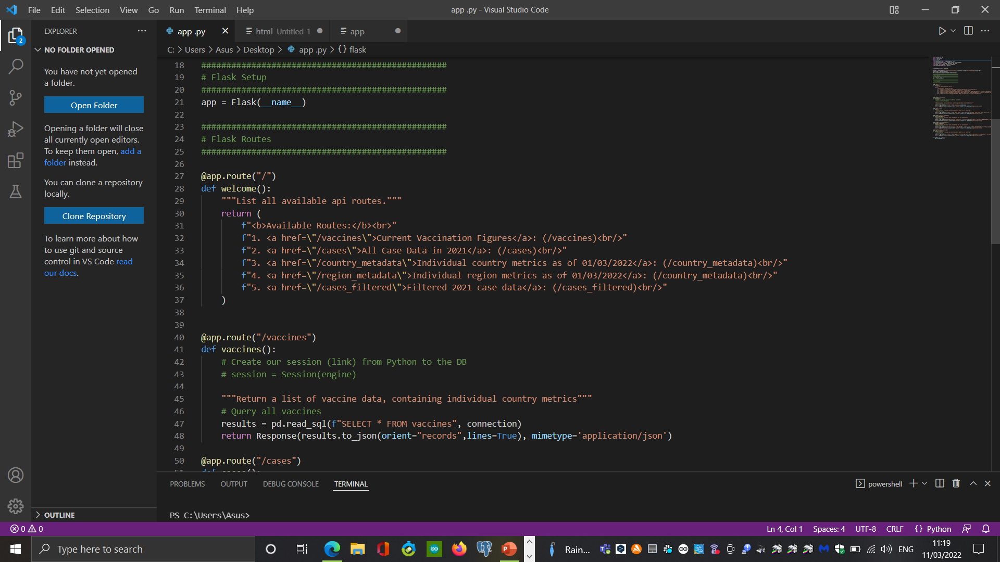 File Edit Selection View Go Run Terminal Help
app .py - Visual Studio Code
EXPLORER
NO FOLDER OPENED
You have not yet opened
a folder.
Open Folder
Opening a folder will close
all currently open editors.
To keep them open, add a
folder instead.
You can clone a repository
locally.
Clone Repository
To learn more about how
to use git and source
control in VS Code read
our docs.
OUTLINE
2
app .py
html Untitled-1
app
C: > Users > Asus > Desktop > app .py > {} flask
18 #################################################
19 # Flask Setup
20 #################################################
21 app = Flask(__name__)
22
23 #################################################
24 # Flask Routes
25 #################################################
26
27 @app.route("/")
28 def welcome():
29 """List all available api routes."""
30 return (
31 f"<b>Available Routes:</b><br>"
32 f"1. <a href=\"/vaccines\">Current Vaccination Figures</a>: (/vaccines)<br/>"
33 f"2. <a href=\"/cases\">All Case Data in 2021</a>: (/cases)<br/>"
34 f"3. <a href=\"/country_metadata\">Individual country metrics as of 01/03/2022</a>: (/country_metadata)<br/>"
35 f"4. <a href=\"/region_metadata\">Individual region metrics as of 01/03/2022</a>: (/country_metadata)<br/>"
36 f"5. <a href=\"/cases_filtered\">Filtered 2021 case data</a>: (/cases_filtered)<br/>"
37 )
38
39
40 @app.route("/vaccines")
41 def vaccines():
42 # Create our session (link) from Python to the DB
43 # session = Session(engine)
44
45 """Return a list of vaccine data, containing individual country metrics"""
46 # Query all vaccines
47 results = pd.read_sql(f"SELECT * FROM vaccines", connection)
48 return Response(results.to_json(orient="records",lines=True), mimetype='application/json')
49
50 @app.route("/cases")
51 def cases():
PROBLEMS OUTPUT DEBUG CONSOLE TERMINAL
powershell
PS C:\Users\Asus>
0 0
Ln 4, Col 1 Spaces: 4 UTF-8 CRLF {} Python
Type here to search
Rain...
ENG
11:19
11/03/2022